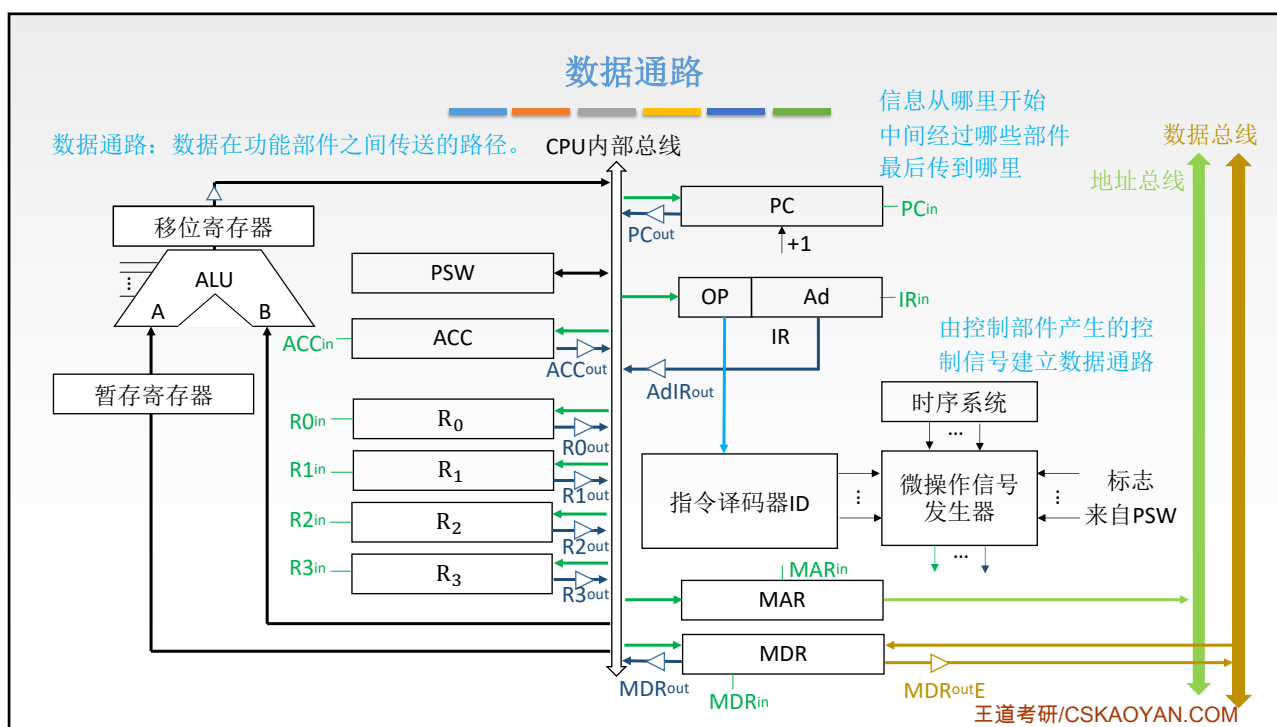 数据通路
数据通路：数据在功能部件之间传送的路径。
CPU内部总线
信息从哪里开始
中间经过哪些部件
最后传到哪里
数据总线
地址总线
移位寄存器
ALU
A
B
暂存寄存器
PC
PCin
PCout
+1
PSW
OP
Ad
IRin
IR
ACCin
ACC
ACCout
AdIRout
由控制部件产生的控
制信号建立数据通路
时序系统
...
R0in
R₀
R0out
R1in
R₁
R1out
R2in
R₂
R2out
R3in
R₃
R3out
指令译码器ID
...
微操作信号
发生器
...
标志
来自PSW
...
MARin
MAR
MDR
MDRout
MDRin
MDRoutE
...
王道考研/CSKAOYAN.COM